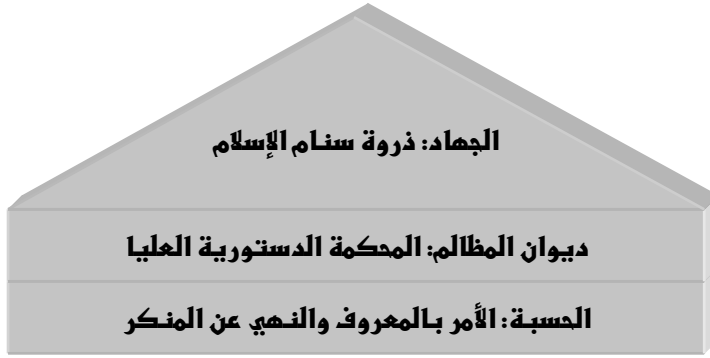 الجهاد: ذروة سنام الإسلام
ديوان المظالم: المحكمة الدستورية العليا
الحسبة: الأمر بالمعروف والنهي عن المنكر